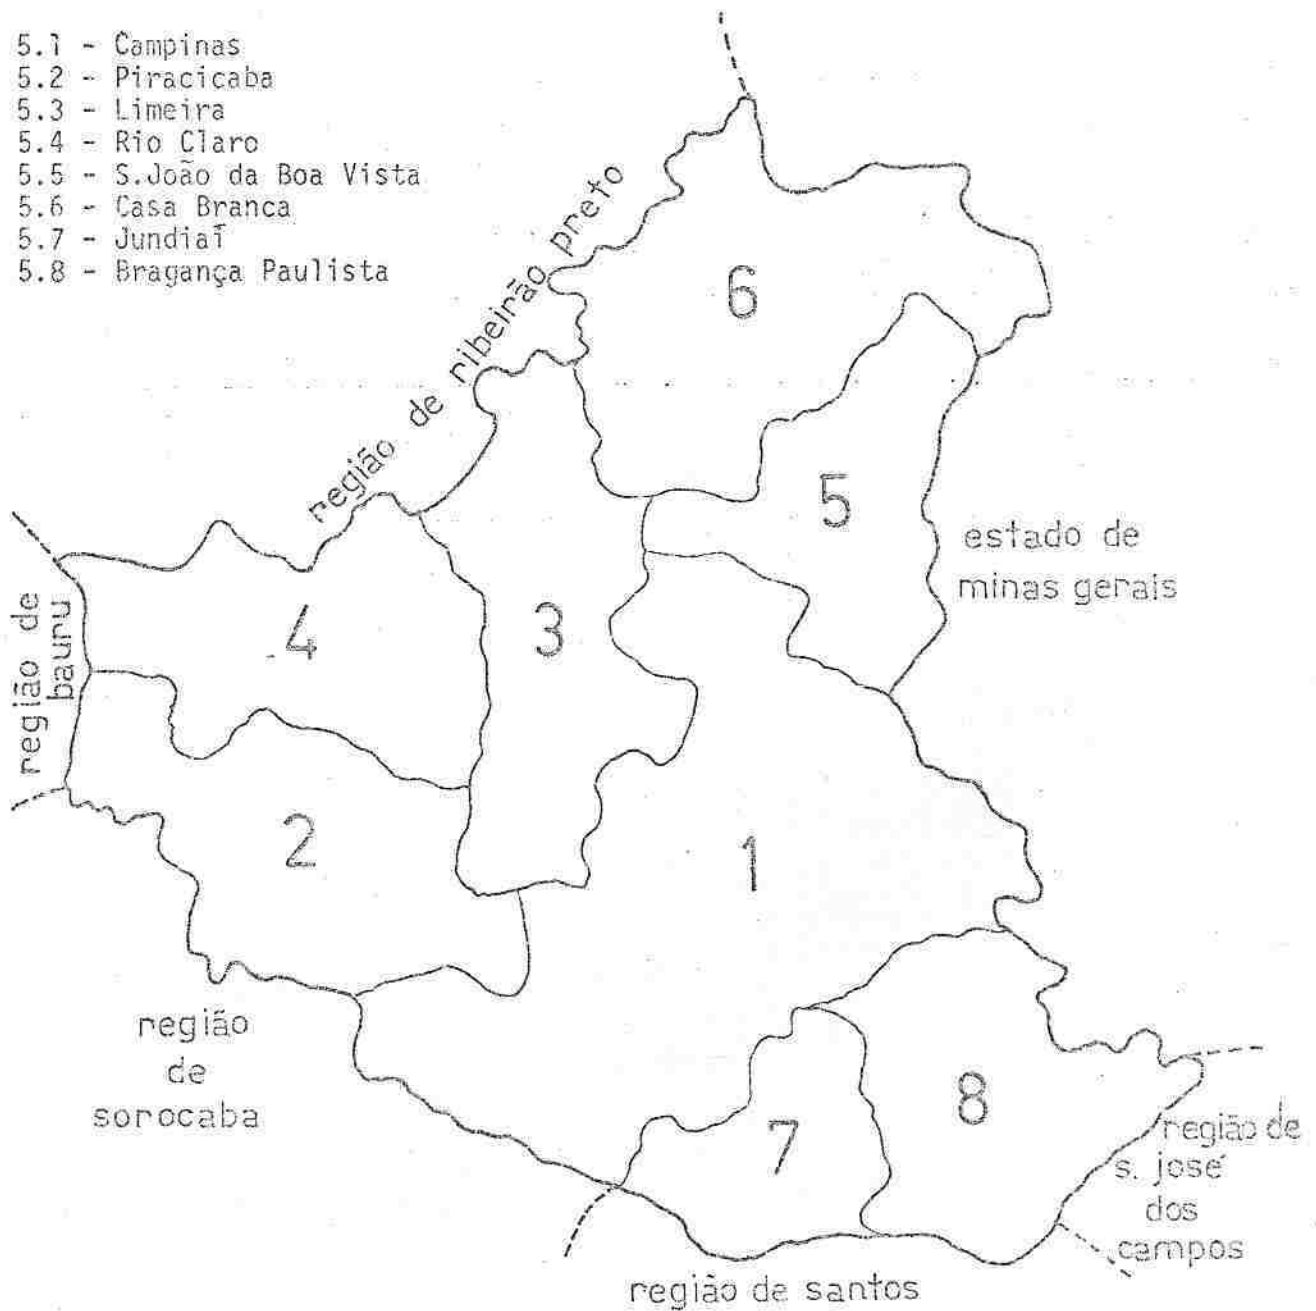 5.1 - Campinas
5.2 - Piracicaba
5.3 - Limeira
5.4 - Rio Claro
5.5 - S.João da Boa Vista
5.6 - Casa Branca
5.7 - Jundiaí
5.8 - Bragança Paulista
região de ribeirão preto
6
5
estado de
minas gerais
3
4
região de
bauru
2
1
região
de
sorocaba
8
7
região de
s. josé
dos
campos
região de santos